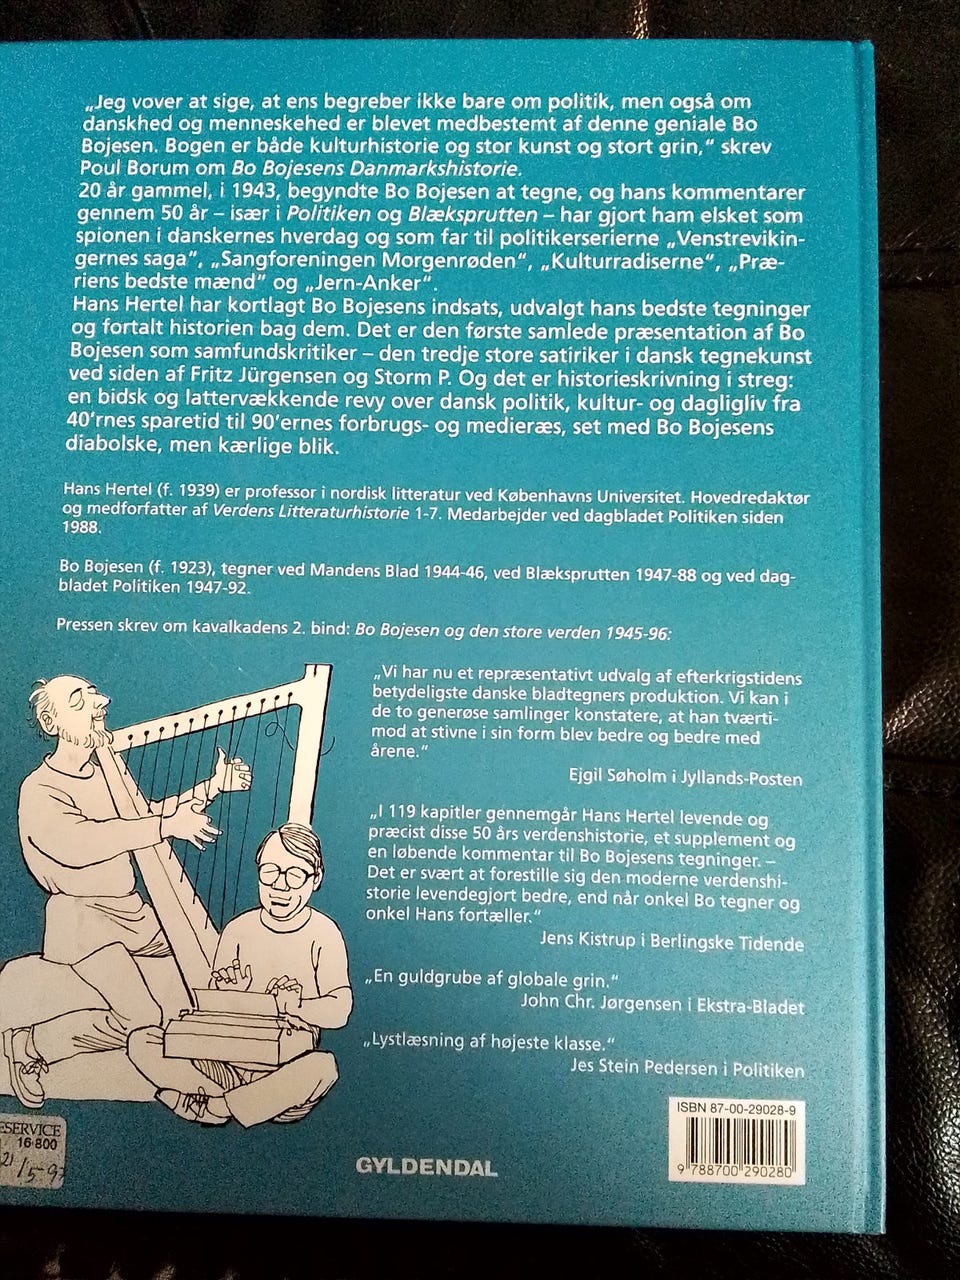 „Jeg vover at sige, at ens begreber ikke bare om politik, men også om
danskhed og menneskehed er blevet medbestemt af denne geniale Bo
Bojesen. Bogen er både kulturhistorie og stor kunst og stort grin,“ skrev
Poul Borum om Bo Bojesens Danmarkshistorie.
20 år gammel, i 1943, begyndte Bo Bojesen at tegne, og hans kommentarer
gennem 50 år – især i Politiken og Blæksprutten – har gjort ham elsket som
spionen i danskernes hverdag og som far til politikerserierne „Venstrevikin-
gernes saga“, „Sangforeningen Morgenrøden“, „Kulturradiserne“, „Præ-
riens bedste mænd“ og „Jern-Anker“.
Hans Hertel har kortlagt Bo Bojesens indsats, udvalgt hans bedste tegninger
og fortalt historien bag dem. Det er den første samlede præsentation af Bo
Bojesen som samfundskritiker – den tredje store satiriker i dansk tegnekunst
ved siden af Fritz Jürgensen og Storm P. Og det er historieskrivning i streg:
en bidsk og lattervækkende revy over dansk politik, kultur- og dagligliv fra
40’rnes sparetid til 90’ernes forbrugs- og medieræs, set med Bo Bojesens
diabolske, men kærlige blik.
Hans Hertel (f. 1939) er professor i nordisk litteratur ved Københavns Universitet. Hovedredaktør
og medforfatter af Verdens Litteraturhistorie 1-7. Medarbejder ved dagbladet Politiken siden
1988.
Bo Bojesen (f. 1923), tegner ved Mandens Blad 1944-46, ved Blæksprutten 1947-88 og ved dag-
bladet Politiken 1947-92.
Pressen skrev om kavalkadens 2. bind: Bo Bojesen og den store verden 1945-96:
„Vi har nu et repræsentativt udvalg af efterkrigstidens
betydeligste danske bladtegners produktion. Vi kan i
de to generøse samlinger konstatere, at han tværti-
mod at stivne i sin form blev bedre og bedre med
årene.“
Ejgil Søholm i Jyllands-Posten
„I 119 kapitler gennemgår Hans Hertel levende og
præcist disse 50 års verdenshistorie, et supplement og
en løbende kommentar til Bo Bojesens tegninger. –
Det er svært at forestille sig den moderne verdenshi-
storie levendegjort bedre, end når onkel Bo tegner og
onkel Hans fortæller.“
Jens Kistrup i Berlingske Tidende
„En guldgrube af globale grin.“
John Chr. Jørgensen i Ekstra-Bladet
„Lystlæsning af højeste klasse.“
Jes Stein Pedersen i Politiken
ISBN 87-00-29028-9
9 788700 290280
GYLDENDAL
ESERVICE
16 800